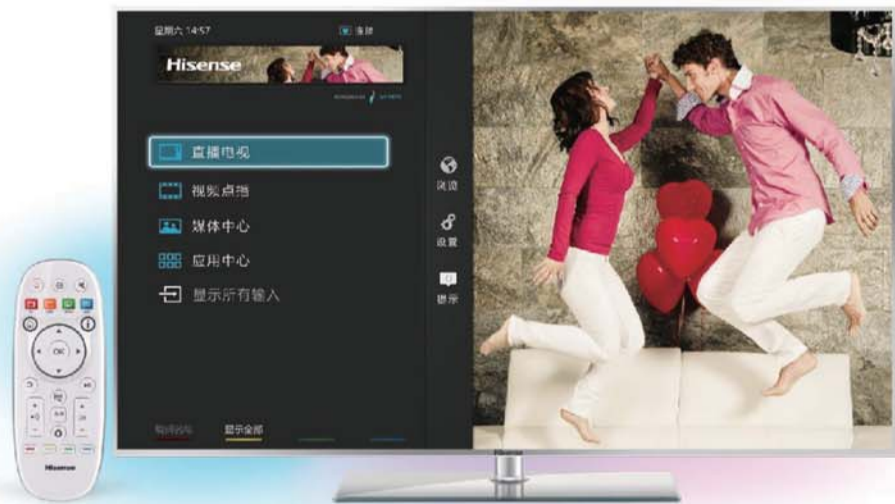 星期六 14:57
Hisense
直播电视
视频点播
媒体中心
应用中心
显示所有输入
浏览
设置
提示
显示全部
OK
Hisense
Hisense